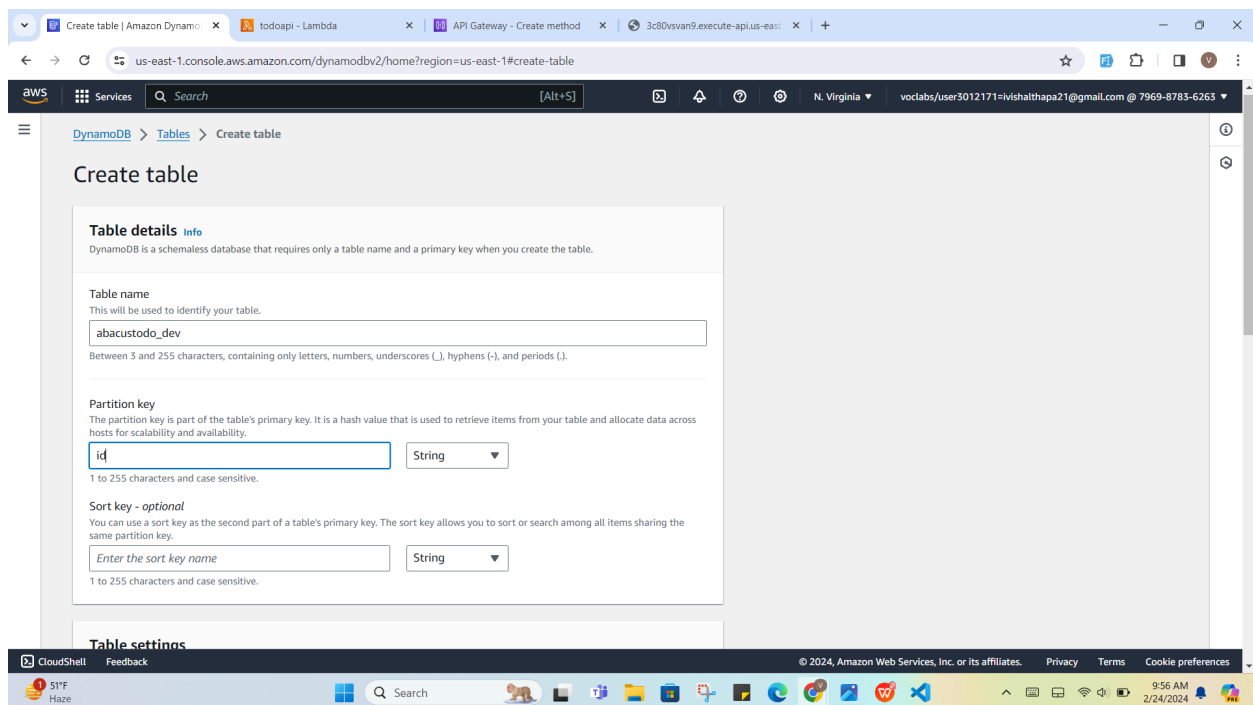 Create table | Amazon Dynamo
todoapi - Lambda
API Gateway - Create method
3c80vsvan9.execute-api.us-east
us-east-1.console.aws.amazon.com/dynamodbv2/home?region=us-east-1#create-table
V
aws
Services
Search
[Alt+S]
N. Virginia
voclabs/user3012171=ivishalthapa21@gmail.com @ 7969-8783-6263
DynamoDB > Tables > Create table
Create table
Table details Info
DynamoDB is a schemaless database that requires only a table name and a primary key when you create the table.
Table name
This will be used to identify your table.
abacustodo_dev
Between 3 and 255 characters, containing only letters, numbers, underscores (_), hyphens (-), and periods (.).
Partition key
The partition key is part of the table's primary key. It is a hash value that is used to retrieve items from your table and allocate data across
hosts for scalability and availability.
id
String
1 to 255 characters and case sensitive.
Sort key - optional
You can use a sort key as the second part of a table's primary key. The sort key allows you to sort or search among all items sharing the
same partition key.
Enter the sort key name
String
1 to 255 characters and case sensitive.
Table settings
CloudShell
Feedback
© 2024, Amazon Web Services, Inc. or its affiliates.
Privacy
Terms
Cookie preferences
1
51°F
Haze
Search
9:56 AM
2/24/2024